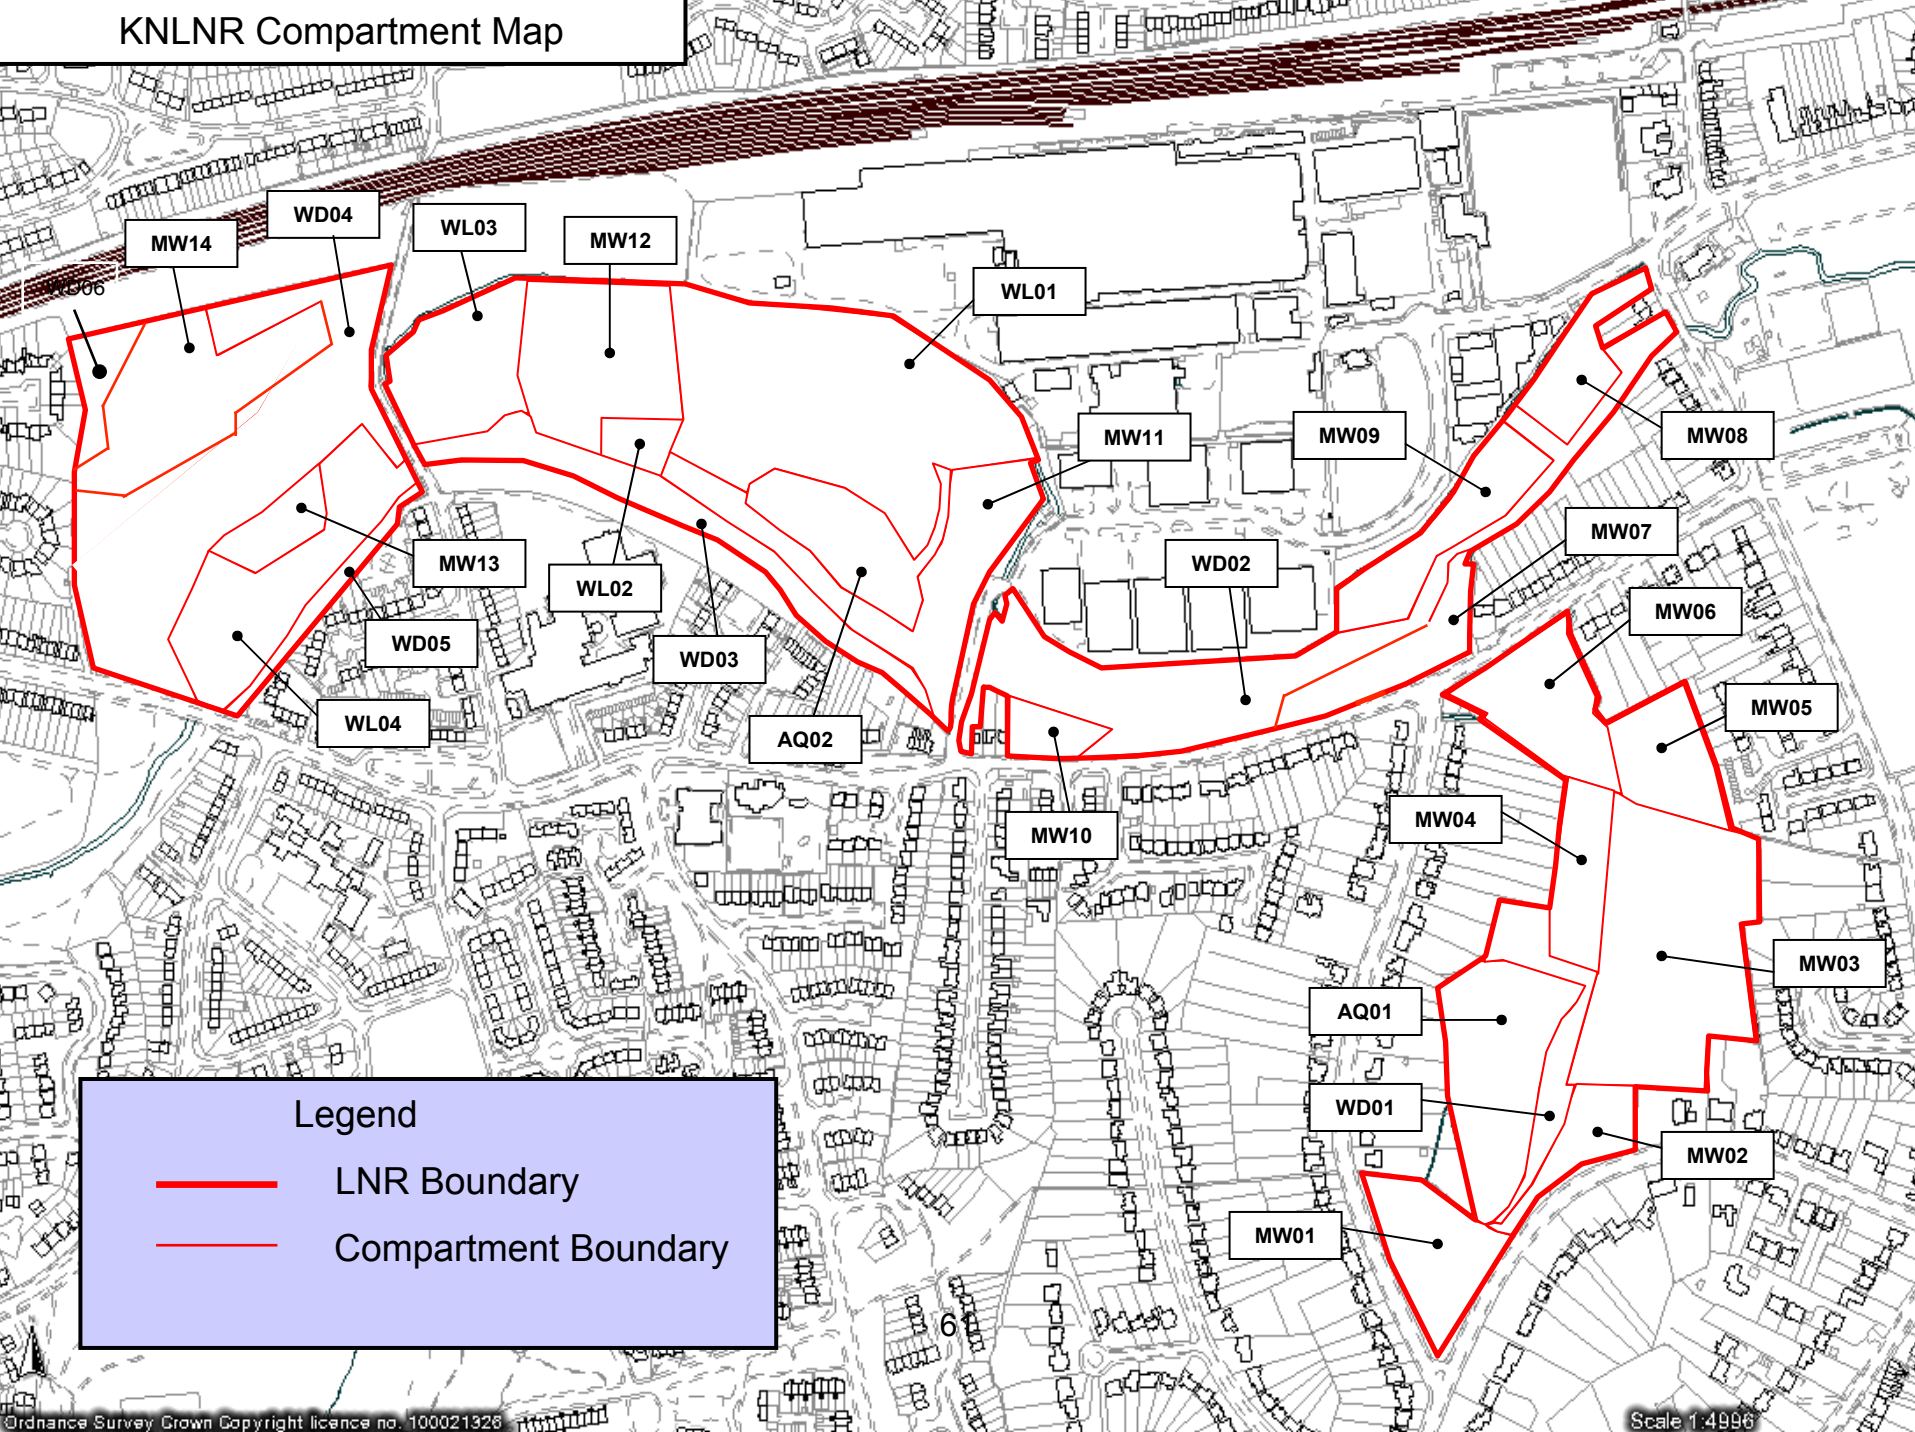 KNLNR Compartment Map
WD04
WL03
MW14
MW12
WD06
WL01
MW11
MW09
MW08
MW07
WD02
MW13
WL02
MW06
WD05
WD03
MW05
WL04
AQ02
MW04
MW10
MW03
AQ01
WD01
MW02
MW01
Legend
LNR Boundary
Compartment Boundary
61
Ordnance Survey Crown Copyright licence no. 100021326
Scale 1:4996